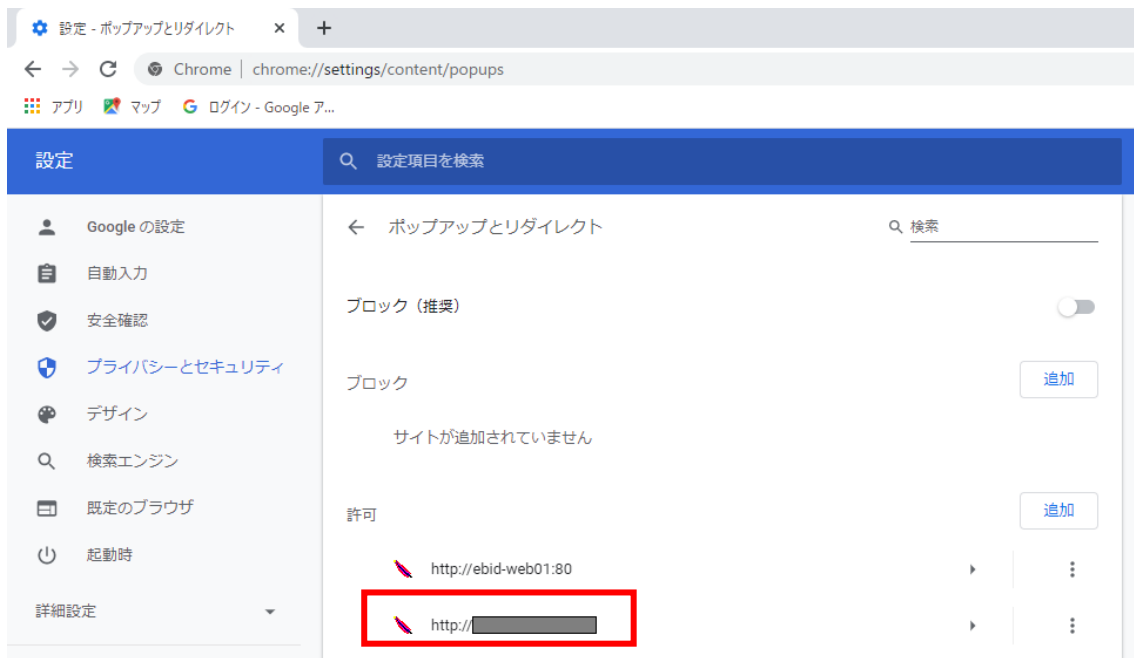 設定 - ポップアップとリダイレクト
Chrome | chrome://settings/content/popups
アプリ マップ ログイン - Google ア...
設定
設定項目を検索
Google の設定
自動入力
安全確認
プライバシーとセキュリティ
デザイン
検索エンジン
既定のブラウザ
起動時
詳細設定
ポップアップとリダイレクト
検索
ブロック（推奨）
ブロック
追加
サイトが追加されていません
許可
追加
http://ebid-web01:80
http://